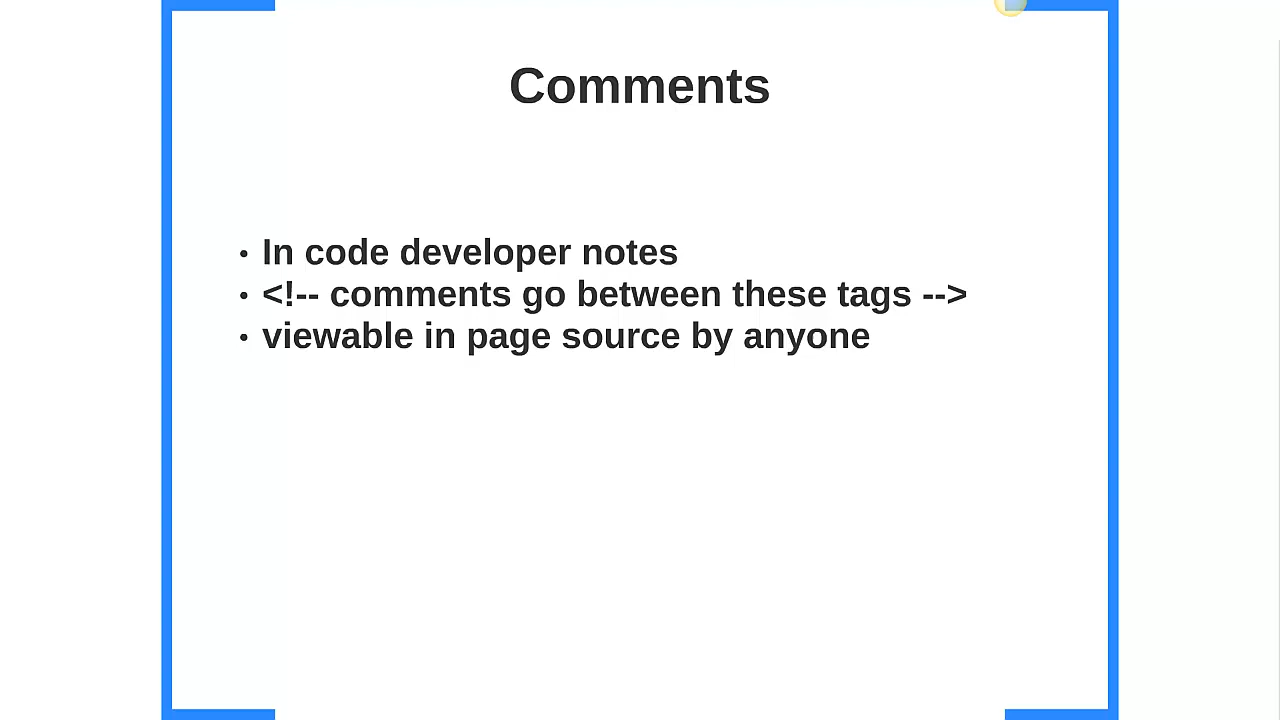 Comments
• In code developer notes
• <!-- comments go between these tags -->
• viewable in page source by anyone